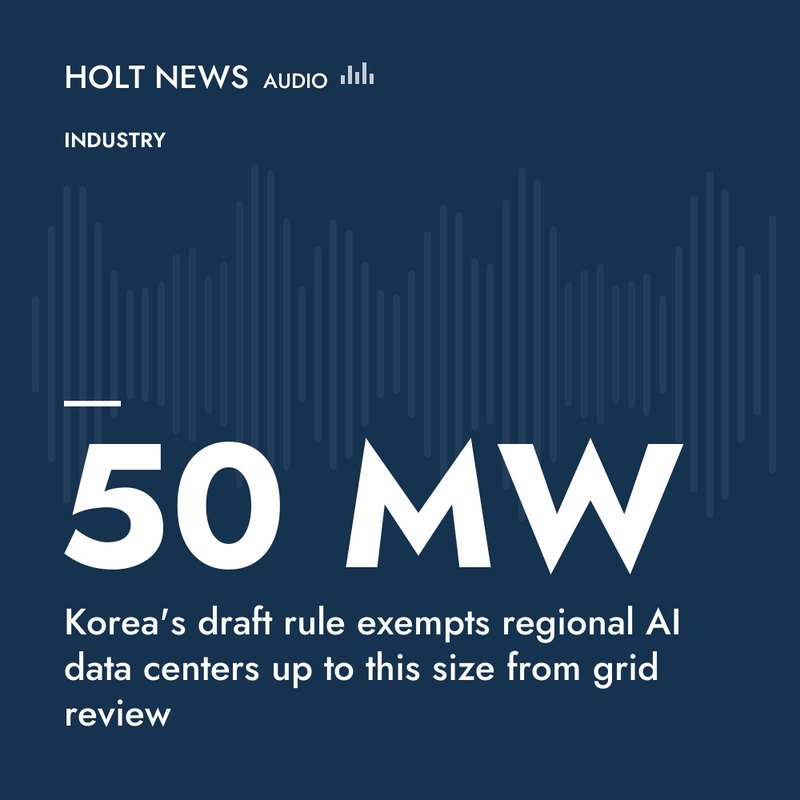 HOLT NEWS AUDIO
INDUSTRY
50 MW
Korea's draft rule exempts regional AI
data centers up to this size from grid
review